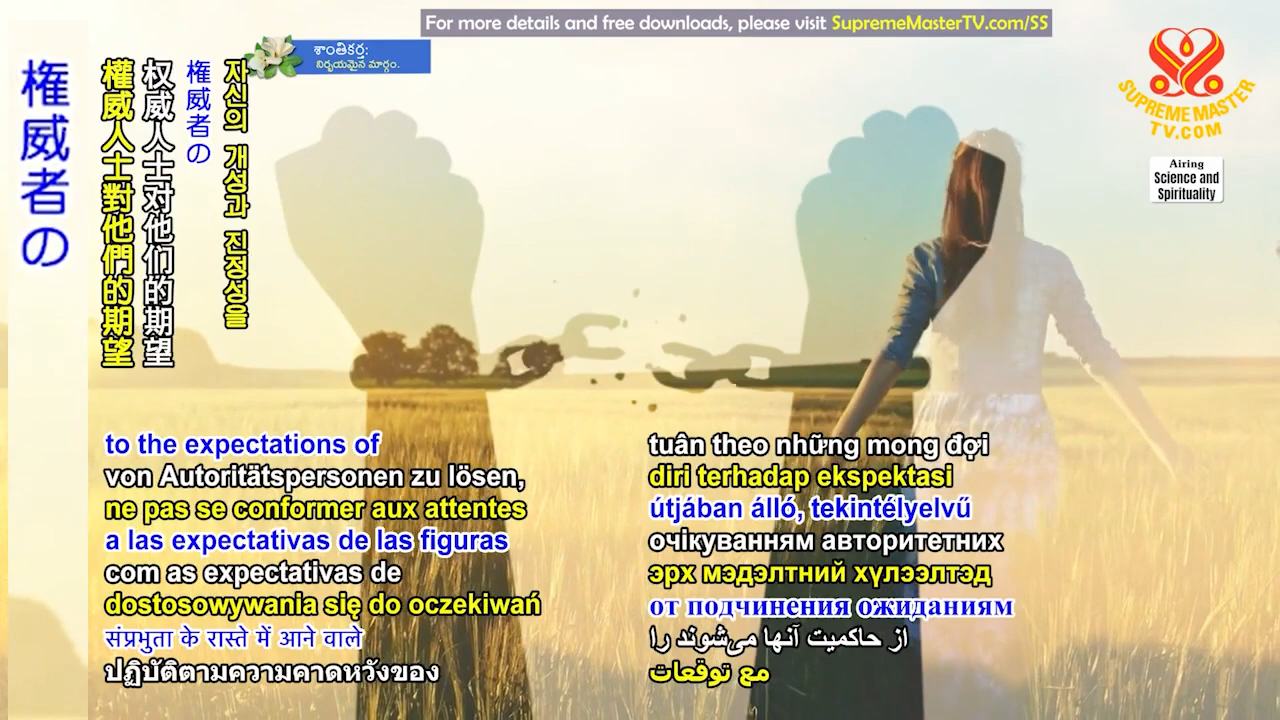 For more details and free downloads, please visit SupremeMasterTV.com/SS
శాంతికర్త:
నిర్భయమైన మార్గం.
SUPREME MASTER
TV.COM
Airing
Science and
Spirituality
権威者の
權威人士對他們的期望
权威人士对他们的期望
権威者の
자신의 개성과 진정성을
to the expectations of
von Autoritätspersonen zu lösen,
ne pas se conformer aux attentes
a las expectativas de las figuras
com as expectativas de
dostosowywania się do oczekiwań
संप्रभुता के रास्ते में आने वाले
ปฏิบัติตามความคาดหวังของ
tuân theo những mong đợi
diri terhadap ekspektasi
útjában álló, tekintélyelvű
очікуванням авторитетних
эрх мэдэлтний хүлээлтэд
от подчинения ожиданиям
از حاکمیت آنها می‌شوند را
مع توقعات